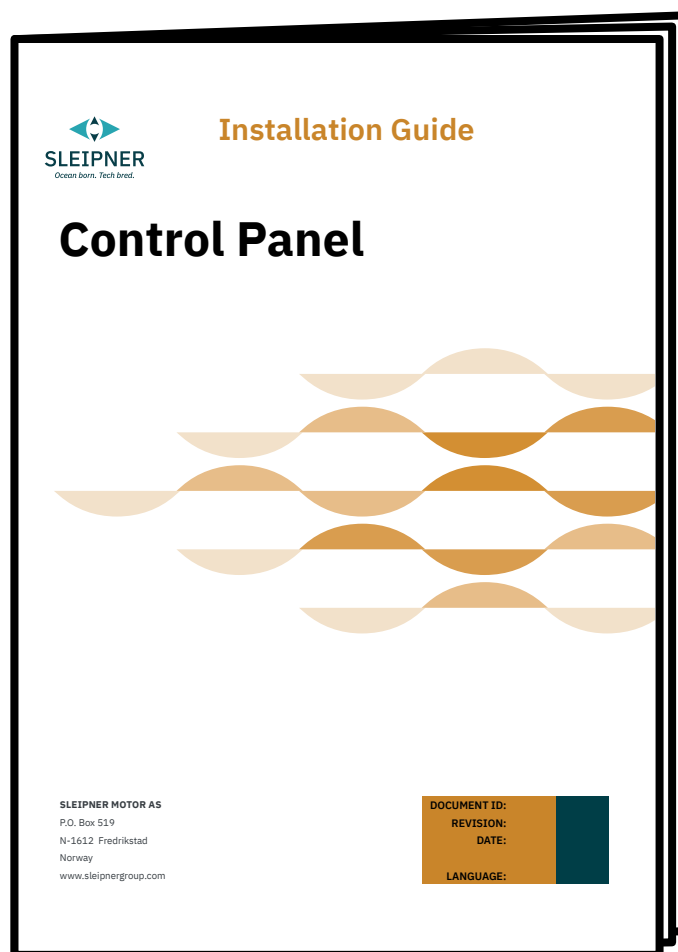 Installation Guide
SLEIPNER
Ocean born. Tech bred.
Control Panel
SLEIPNER MOTOR AS
P.O. Box 519
N-1612 Fredrikstad
Norway
www.sleipnergroup.com
DOCUMENT ID:
REVISION:
DATE:
LANGUAGE: